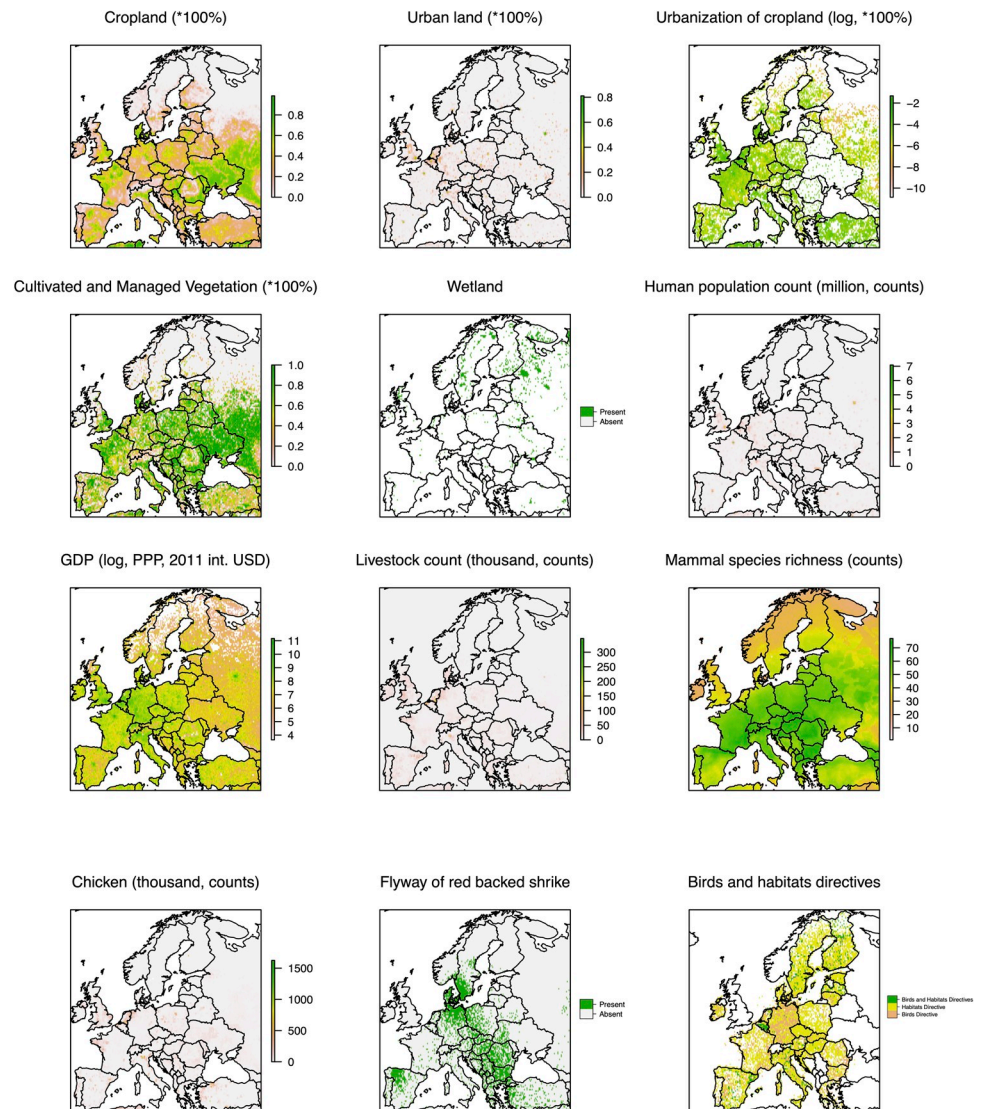 Cropland (*100%)
Urban land (*100%)
Urbanization of cropland (log, *100%)
0.8
0.6
0.4
0.2
0.0
0.8
0.6
0.4
0.2
0.0
−2
−4
−6
−8
−10
Cultivated and Managed Vegetation (*100%)
Wetland
Human population count (million, counts)
1.0
0.8
0.6
0.4
0.2
0.0
Present
Absent
7
6
5
4
3
2
1
0
GDP (log, PPP, 2011 int. USD)
Livestock count (thousand, counts)
Mammal species richness (counts)
11
10
9
8
7
6
5
4
300
250
200
150
100
50
0
70
60
50
40
30
20
10
Chicken (thousand, counts)
Flyway of red backed shrike
Birds and habitats directives
1500
1000
500
0
Present
Absent
Birds and Habitats Directives
Habitats Directive
Birds Directive